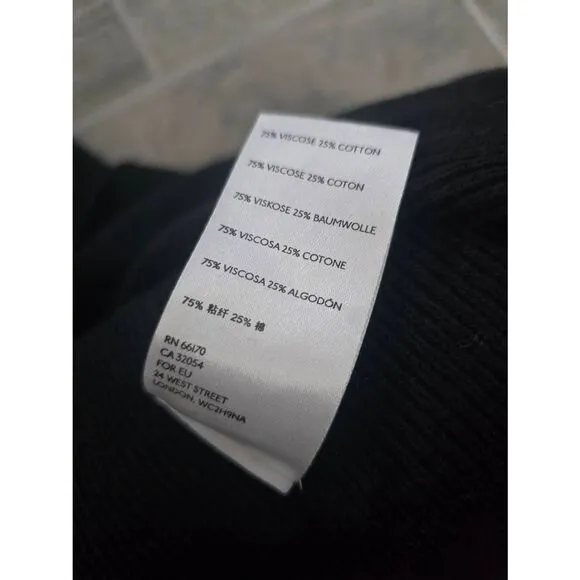 75% VISCOSE 25% COTTON
75% VISCOSE 25% COTON
75% VISKOSE 25% BAUMWOLLE
75% VISCOSA 25% COTONE
75% VISCOSA 25% ALGODÓN
75% 粘纤 25% 棉
RN 66170
CA 32054
FOR EU
24 WEST STREET
LONDON, WC2H9NA